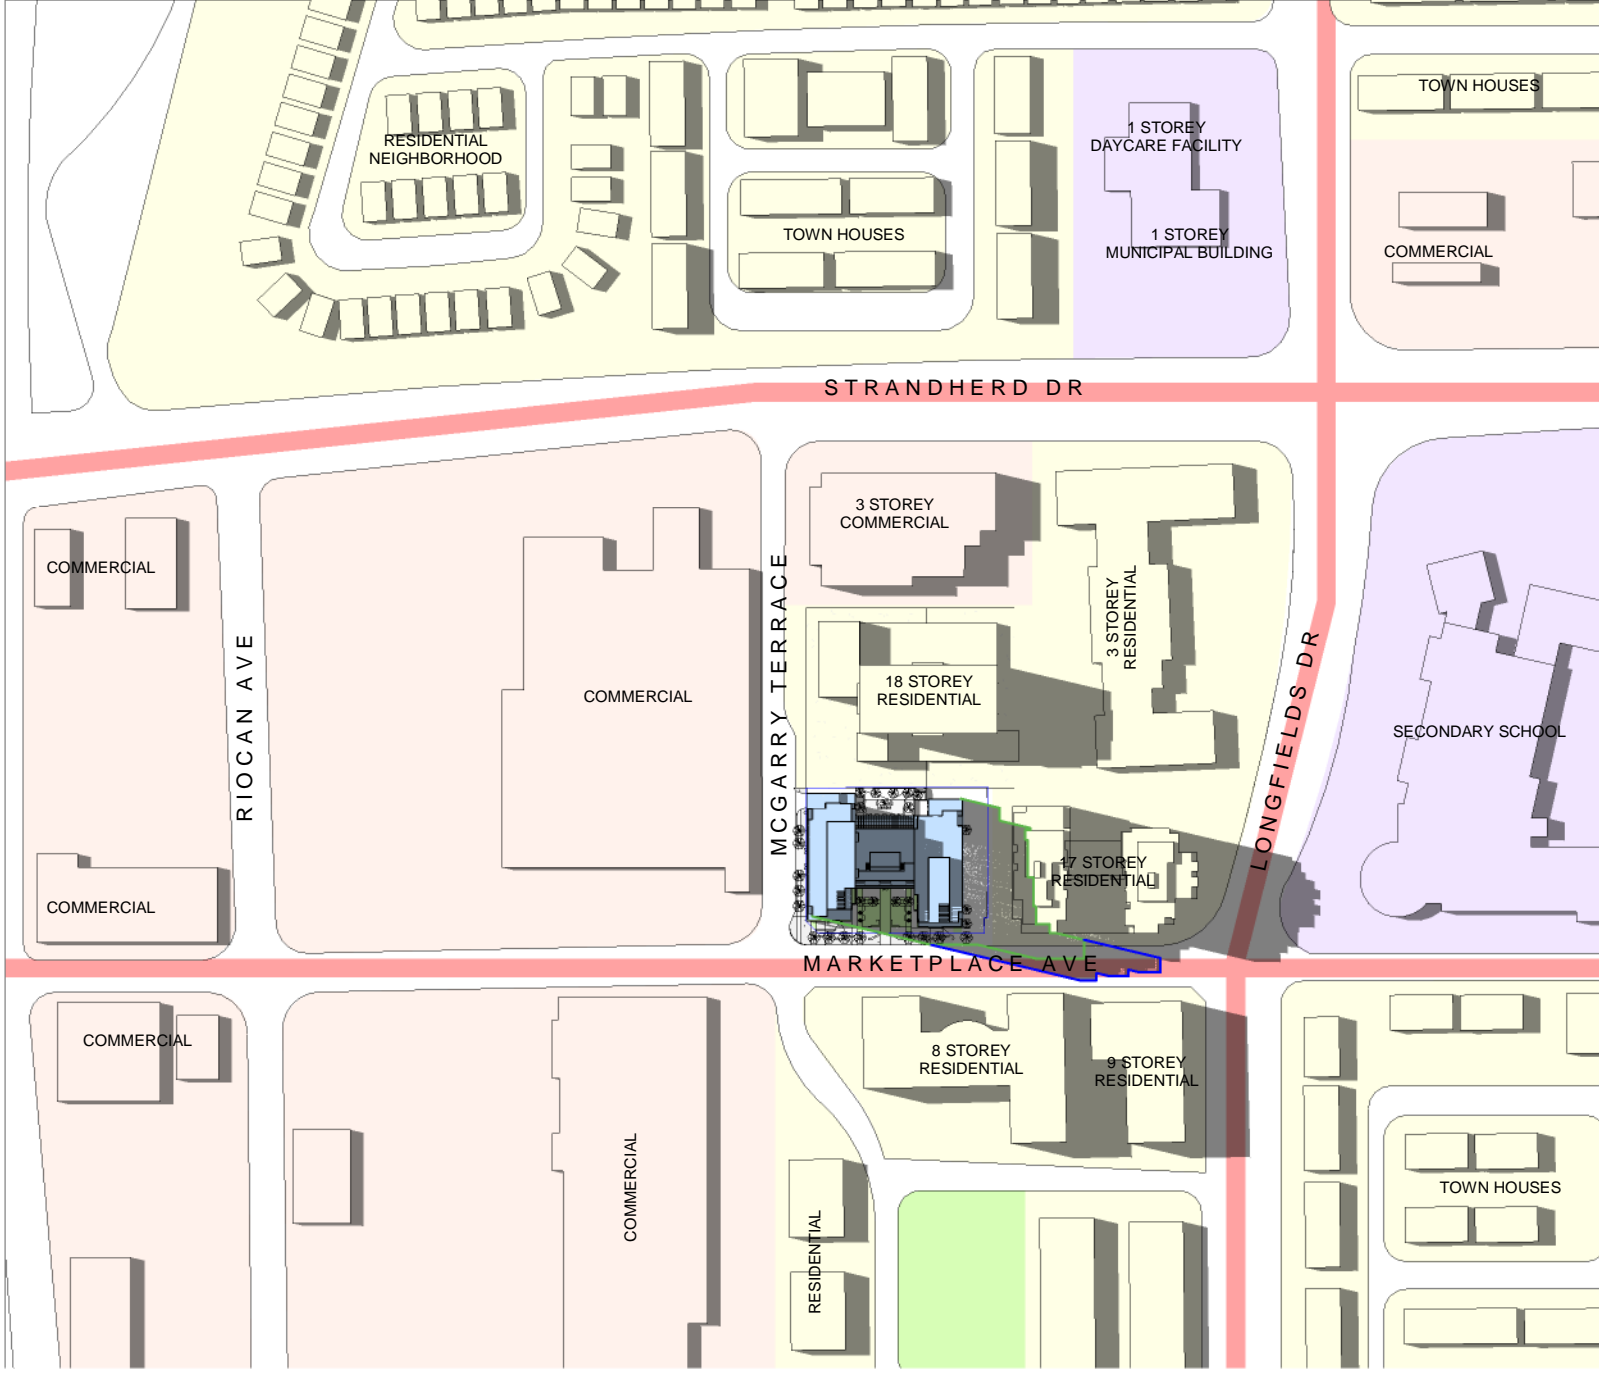 TOWN HOUSES
1 STOREY
DAYCARE FACILITY
RESIDENTIAL
NEIGHBORHOOD
TOWN HOUSES
1 STOREY
MUNICIPAL BUILDING
COMMERCIAL
STRANDHERD DR
3 STOREY
COMMERCIAL
COMMERCIAL
MCGARRY TERRACE
3 STOREY
RESIDENTIAL
RIOCAN AVE
COMMERCIAL
18 STOREY
RESIDENTIAL
LONGFIELDS DR
SECONDARY SCHOOL
17 STOREY
RESIDENTIAL
COMMERCIAL
MARKETPLACE AVE
COMMERCIAL
8 STOREY
RESIDENTIAL
9 STOREY
RESIDENTIAL
COMMERCIAL
TOWN HOUSES
RESIDENTIAL